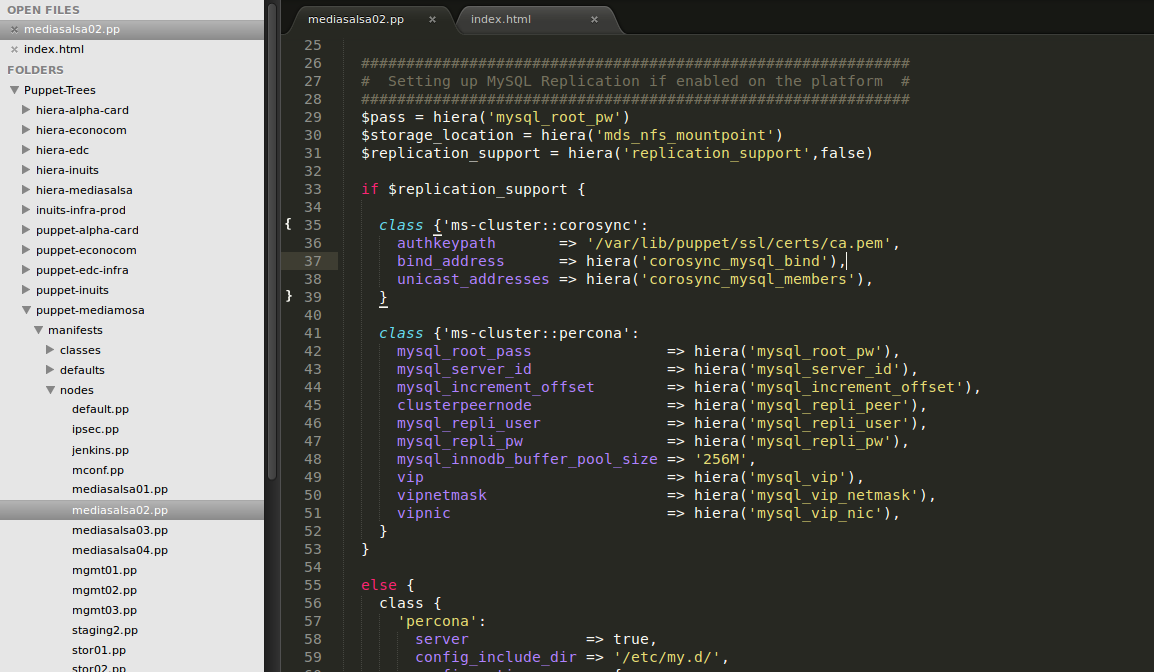 OPEN FILES
mediasalsa02.pp
index.html
FOLDERS
Puppet-Trees
hiera-alpha-card
hiera-econocom
hiera-edc
hiera-inuits
hiera-mediasalsa
inuits-infra-prod
puppet-alpha-card
puppet-econocom
puppet-edc-infra
puppet-inuits
puppet-mediamosa
manifests
classes
defaults
nodes
default.pp
ipsec.pp
jenkins.pp
mconf.pp
mediasalsa01.pp
mediasalsa02.pp
mediasalsa03.pp
mediasalsa04.pp
mgmt01.pp
mgmt02.pp
mgmt03.pp
staging2.pp
stor01.pp
stor02.pp
mediasalsa02.pp × index.html ×
25
26 #############################################################
27 #  Setting up MySQL Replication if enabled on the platform  #
28 #############################################################
29 $pass = hiera('mysql_root_pw')
30 $storage_location = hiera('mds_nfs_mountpoint')
31 $replication_support = hiera('replication_support',false)
32
33 if $replication_support {
34
35 class {'ms-cluster::corosync':
36 authkeypath       => '/var/lib/puppet/ssl/certs/ca.pem',
37 bind_address      => hiera('corosync_mysql_bind'),
38 unicast_addresses => hiera('corosync_mysql_members'),
39 }
40
41 class {'ms-cluster::percona':
42 mysql_root_pass               => hiera('mysql_root_pw'),
43 mysql_server_id               => hiera('mysql_server_id'),
44 mysql_increment_offset        => hiera('mysql_increment_offset'),
45 clusterpeernode               => hiera('mysql_repli_peer'),
46 mysql_repli_user              => hiera('mysql_repli_user'),
47 mysql_repli_pw                => hiera('mysql_repli_pw'),
48 mysql_innodb_buffer_pool_size => '256M',
49 vip                           => hiera('mysql_vip'),
50 vipnetmask                    => hiera('mysql_vip_netmask'),
51 vipnic                        => hiera('mysql_vip_nic'),
52 }
53 }
54
55 else {
56 class {
57 'percona':
58 server             => true,
59 config_include_dir => '/etc/my.d/',